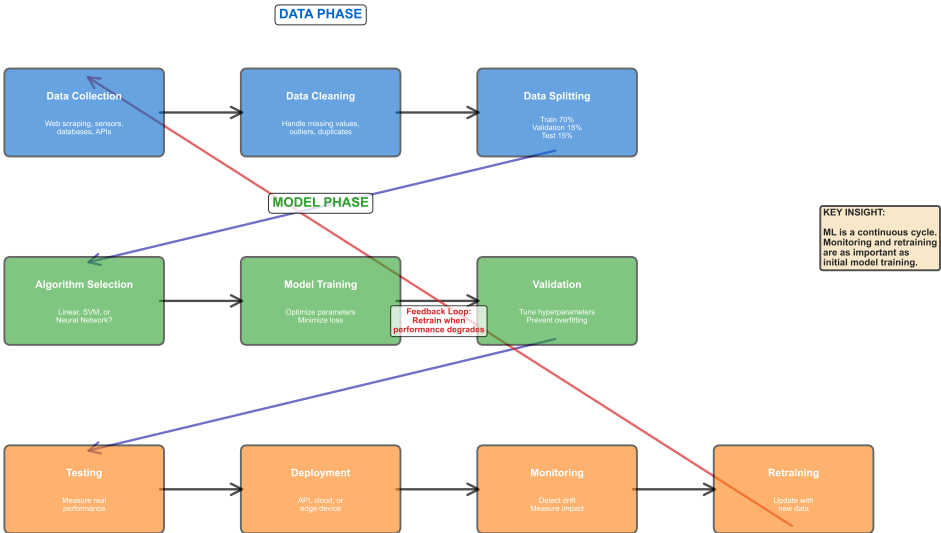 DATA PHASE
Data Collection
Web scraping, sensors,
databases, APIs
Data Cleaning
Handle missing values,
outliers, duplicates
Data Splitting
Train 70%
Validation 15%
Test 15%
MODEL PHASE
KEY INSIGHT:
ML is a continuous cycle.
Monitoring and retraining
are as important as
initial model training.
Algorithm Selection
Linear, SVM, or
Neural Network?
Model Training
Optimize parameters
Minimize loss
Feedback Loop:
Retrain when
performance degrades
Validation
Tune hyperparameters
Prevent overfitting
Testing
Measure real
performance
Deployment
API, cloud, or
edge device
Monitoring
Detect drift
Measure impact
Retraining
Update with
new data